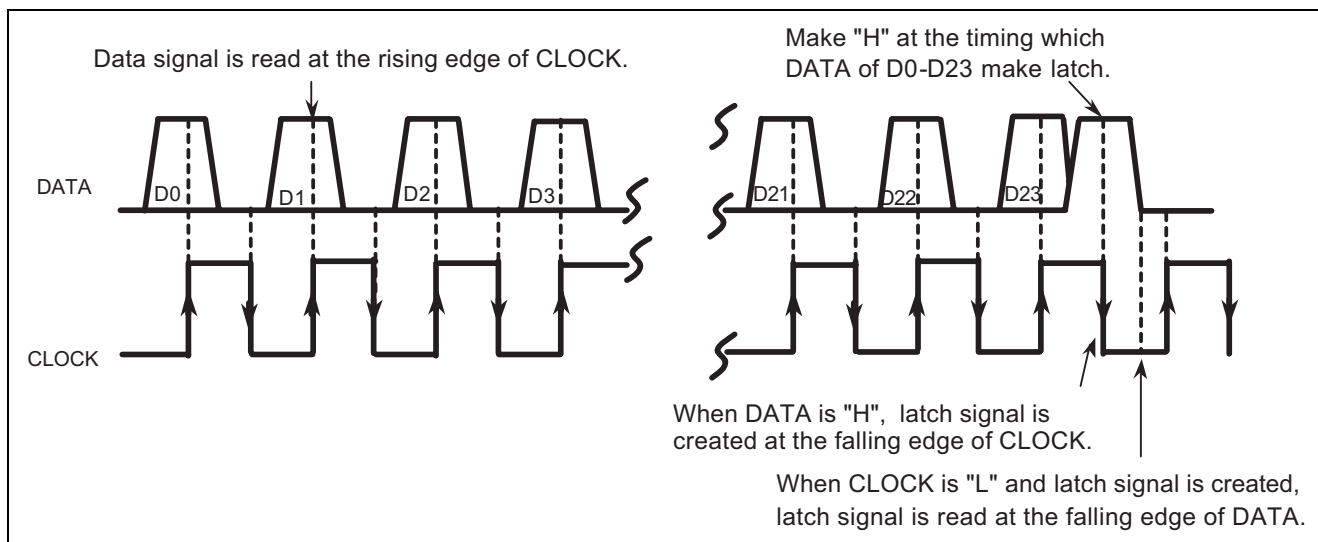 Data signal is read at the rising edge of CLOCK.
Make "H" at the timing which
DATA of D0-D23 make latch.
DATA
D0
D1
D2
D3
D21
D22
D23
CLOCK
When DATA is "H", latch signal is
created at the falling edge of CLOCK.
When CLOCK is "L" and latch signal is created,
latch signal is read at the falling edge of DATA.